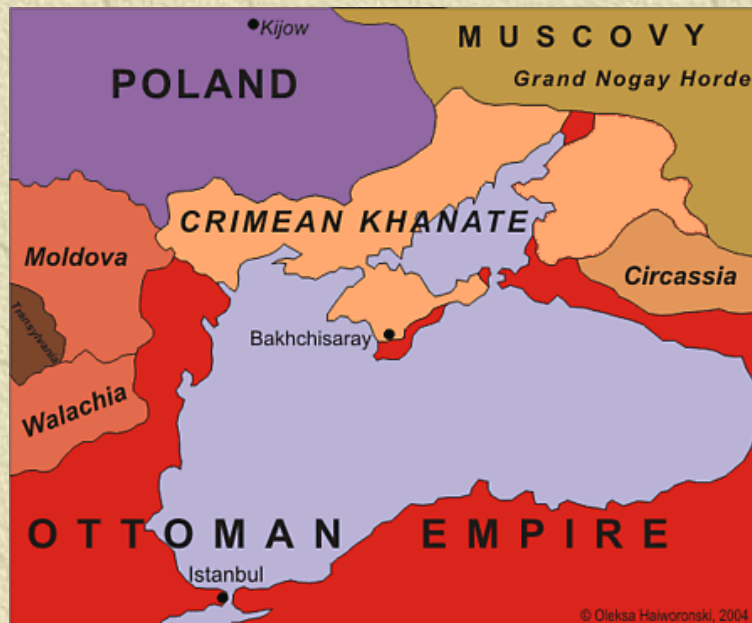 Kijow
MUSCOVY
POLAND
Grand Nogay Horde
CRIMEAN KHANATE
Moldova
Circassia
Transylvania
Bakhchisaray
Walachia
OTTOMAN EMPIRE
Istanbul
© Oleksa Haiworonski, 2004